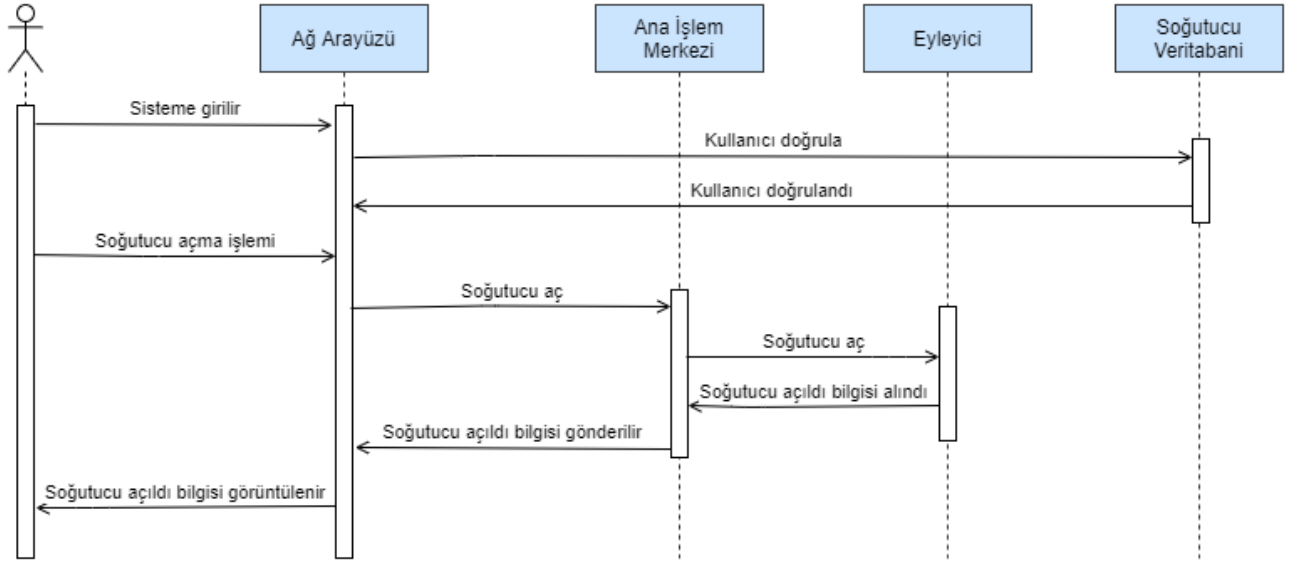 Ağ Arayüzü
Ana İşlem
Merkezi
Eyleyici
Soğutucu
Veritabani
Sisteme girilir
Kullanıcı doğrula
Kullanıcı doğrulandı
Soğutucu açma işlemi
Soğutucu aç
Soğutucu aç
Soğutucu açıldı bilgisi alındı
Soğutucu açıldı bilgisi gönderilir
Soğutucu açıldı bilgisi görüntülenir